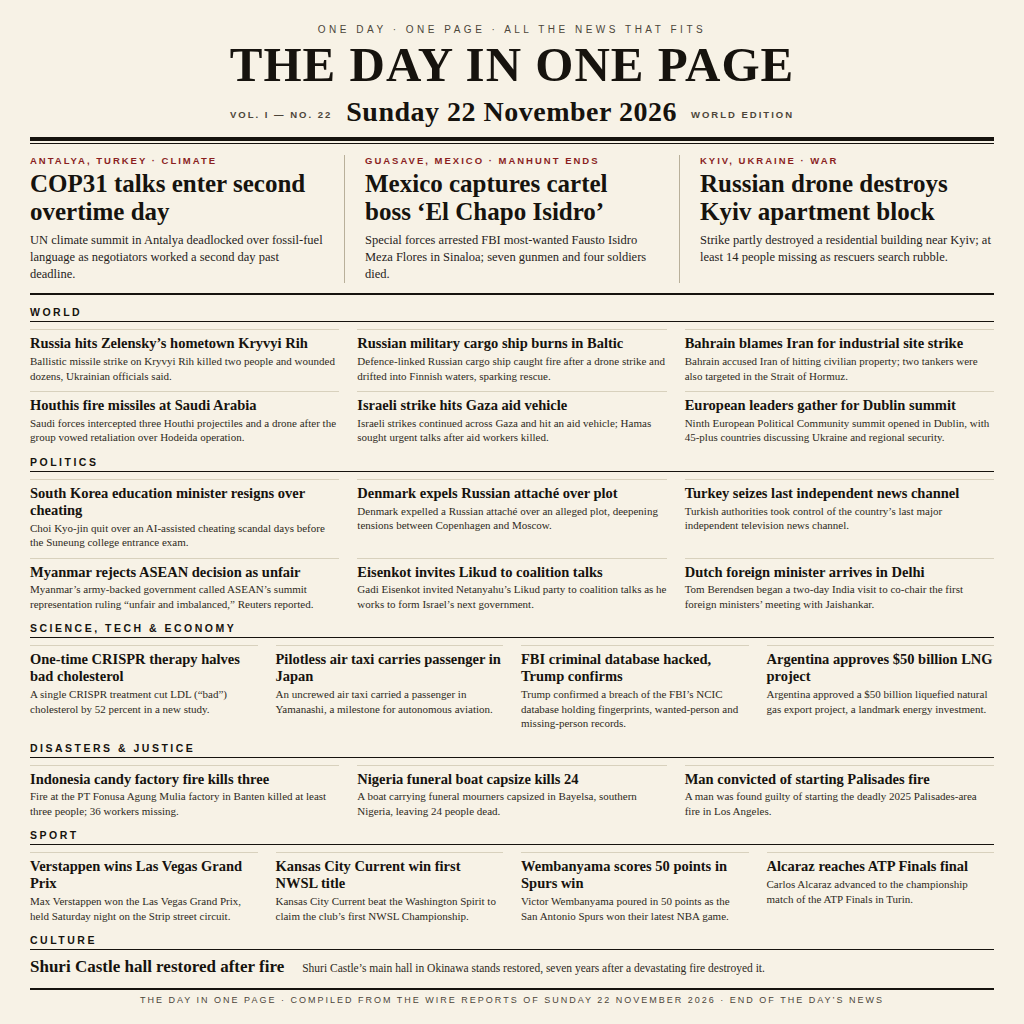 ONE DAY · ONE PAGE · ALL THE NEWS THAT FITS
THE DAY IN ONE PAGE
VOL. I — NO. 22 Sunday 22 November 2026 WORLD EDITION
ANTALYA, TURKEY · CLIMATE
COP31 talks enter second
overtime day
UN climate summit in Antalya deadlocked over fossil-fuel
language as negotiators worked a second day past
deadline.
GUASAVE, MEXICO · MANHUNT ENDS
Mexico captures cartel
boss ‘El Chapo Isidro’
Special forces arrested FBI most-wanted Fausto Isidro
Meza Flores in Sinaloa; seven gunmen and four soldiers
died.
KYIV, UKRAINE · WAR
Russian drone destroys
Kyiv apartment block
Strike partly destroyed a residential building near Kyiv; at
least 14 people missing as rescuers search rubble.
WORLD
Russia hits Zelensky’s hometown Kryvyi Rih
Ballistic missile strike on Kryvyi Rih killed two people and wounded
dozens, Ukrainian officials said.
Russian military cargo ship burns in Baltic
Defence-linked Russian cargo ship caught fire after a drone strike and
drifted into Finnish waters, sparking rescue.
Bahrain blames Iran for industrial site strike
Bahrain accused Iran of hitting civilian property; two tankers were
also targeted in the Strait of Hormuz.
Houthis fire missiles at Saudi Arabia
Saudi forces intercepted three Houthi projectiles and a drone after the
group vowed retaliation over Hodeida operation.
Israeli strike hits Gaza aid vehicle
Israeli strikes continued across Gaza and hit an aid vehicle; Hamas
sought urgent talks after aid workers killed.
European leaders gather for Dublin summit
Ninth European Political Community summit opened in Dublin, with
45-plus countries discussing Ukraine and regional security.
POLITICS
South Korea education minister resigns over
cheating
Choi Kyo-jin quit over an AI-assisted cheating scandal days before
the Suneung college entrance exam.
Denmark expels Russian attaché over plot
Denmark expelled a Russian attaché over an alleged plot, deepening
tensions between Copenhagen and Moscow.
Turkey seizes last independent news channel
Turkish authorities took control of the country’s last major
independent television news channel.
Myanmar rejects ASEAN decision as unfair
Myanmar’s army-backed government called ASEAN’s summit
representation ruling “unfair and imbalanced,” Reuters reported.
Eisenkot invites Likud to coalition talks
Gadi Eisenkot invited Netanyahu’s Likud party to coalition talks as he
works to form Israel’s next government.
Dutch foreign minister arrives in Delhi
Tom Berendsen began a two-day India visit to co-chair the first
foreign ministers’ meeting with Jaishankar.
SCIENCE, TECH & ECONOMY
One-time CRISPR therapy halves
bad cholesterol
A single CRISPR treatment cut LDL (“bad”)
cholesterol by 52 percent in a new study.
Pilotless air taxi carries passenger in
Japan
An uncrewed air taxi carried a passenger in
Yamanashi, a milestone for autonomous aviation.
FBI criminal database hacked,
Trump confirms
Trump confirmed a breach of the FBI’s NCIC
database holding fingerprints, wanted-person and
missing-person records.
Argentina approves $50 billion LNG
project
Argentina approved a $50 billion liquefied natural
gas export project, a landmark energy investment.
DISASTERS & JUSTICE
Indonesia candy factory fire kills three
Fire at the PT Fonusa Agung Mulia factory in Banten killed at least
three people; 36 workers missing.
Nigeria funeral boat capsize kills 24
A boat carrying funeral mourners capsized in Bayelsa, southern
Nigeria, leaving 24 people dead.
Man convicted of starting Palisades fire
A man was found guilty of starting the deadly 2025 Palisades-area
fire in Los Angeles.
SPORT
Verstappen wins Las Vegas Grand
Prix
Max Verstappen won the Las Vegas Grand Prix,
held Saturday night on the Strip street circuit.
Kansas City Current win first
NWSL title
Kansas City Current beat the Washington Spirit to
claim the club’s first NWSL Championship.
Wembanyama scores 50 points in
Spurs win
Victor Wembanyama poured in 50 points as the
San Antonio Spurs won their latest NBA game.
Alcaraz reaches ATP Finals final
Carlos Alcaraz advanced to the championship
match of the ATP Finals in Turin.
CULTURE
Shuri Castle hall restored after fire Shuri Castle’s main hall in Okinawa stands restored, seven years after a devastating fire destroyed it.
THE DAY IN ONE PAGE · COMPILED FROM THE WIRE REPORTS OF SUNDAY 22 NOVEMBER 2026 · END OF THE DAY’S NEWS